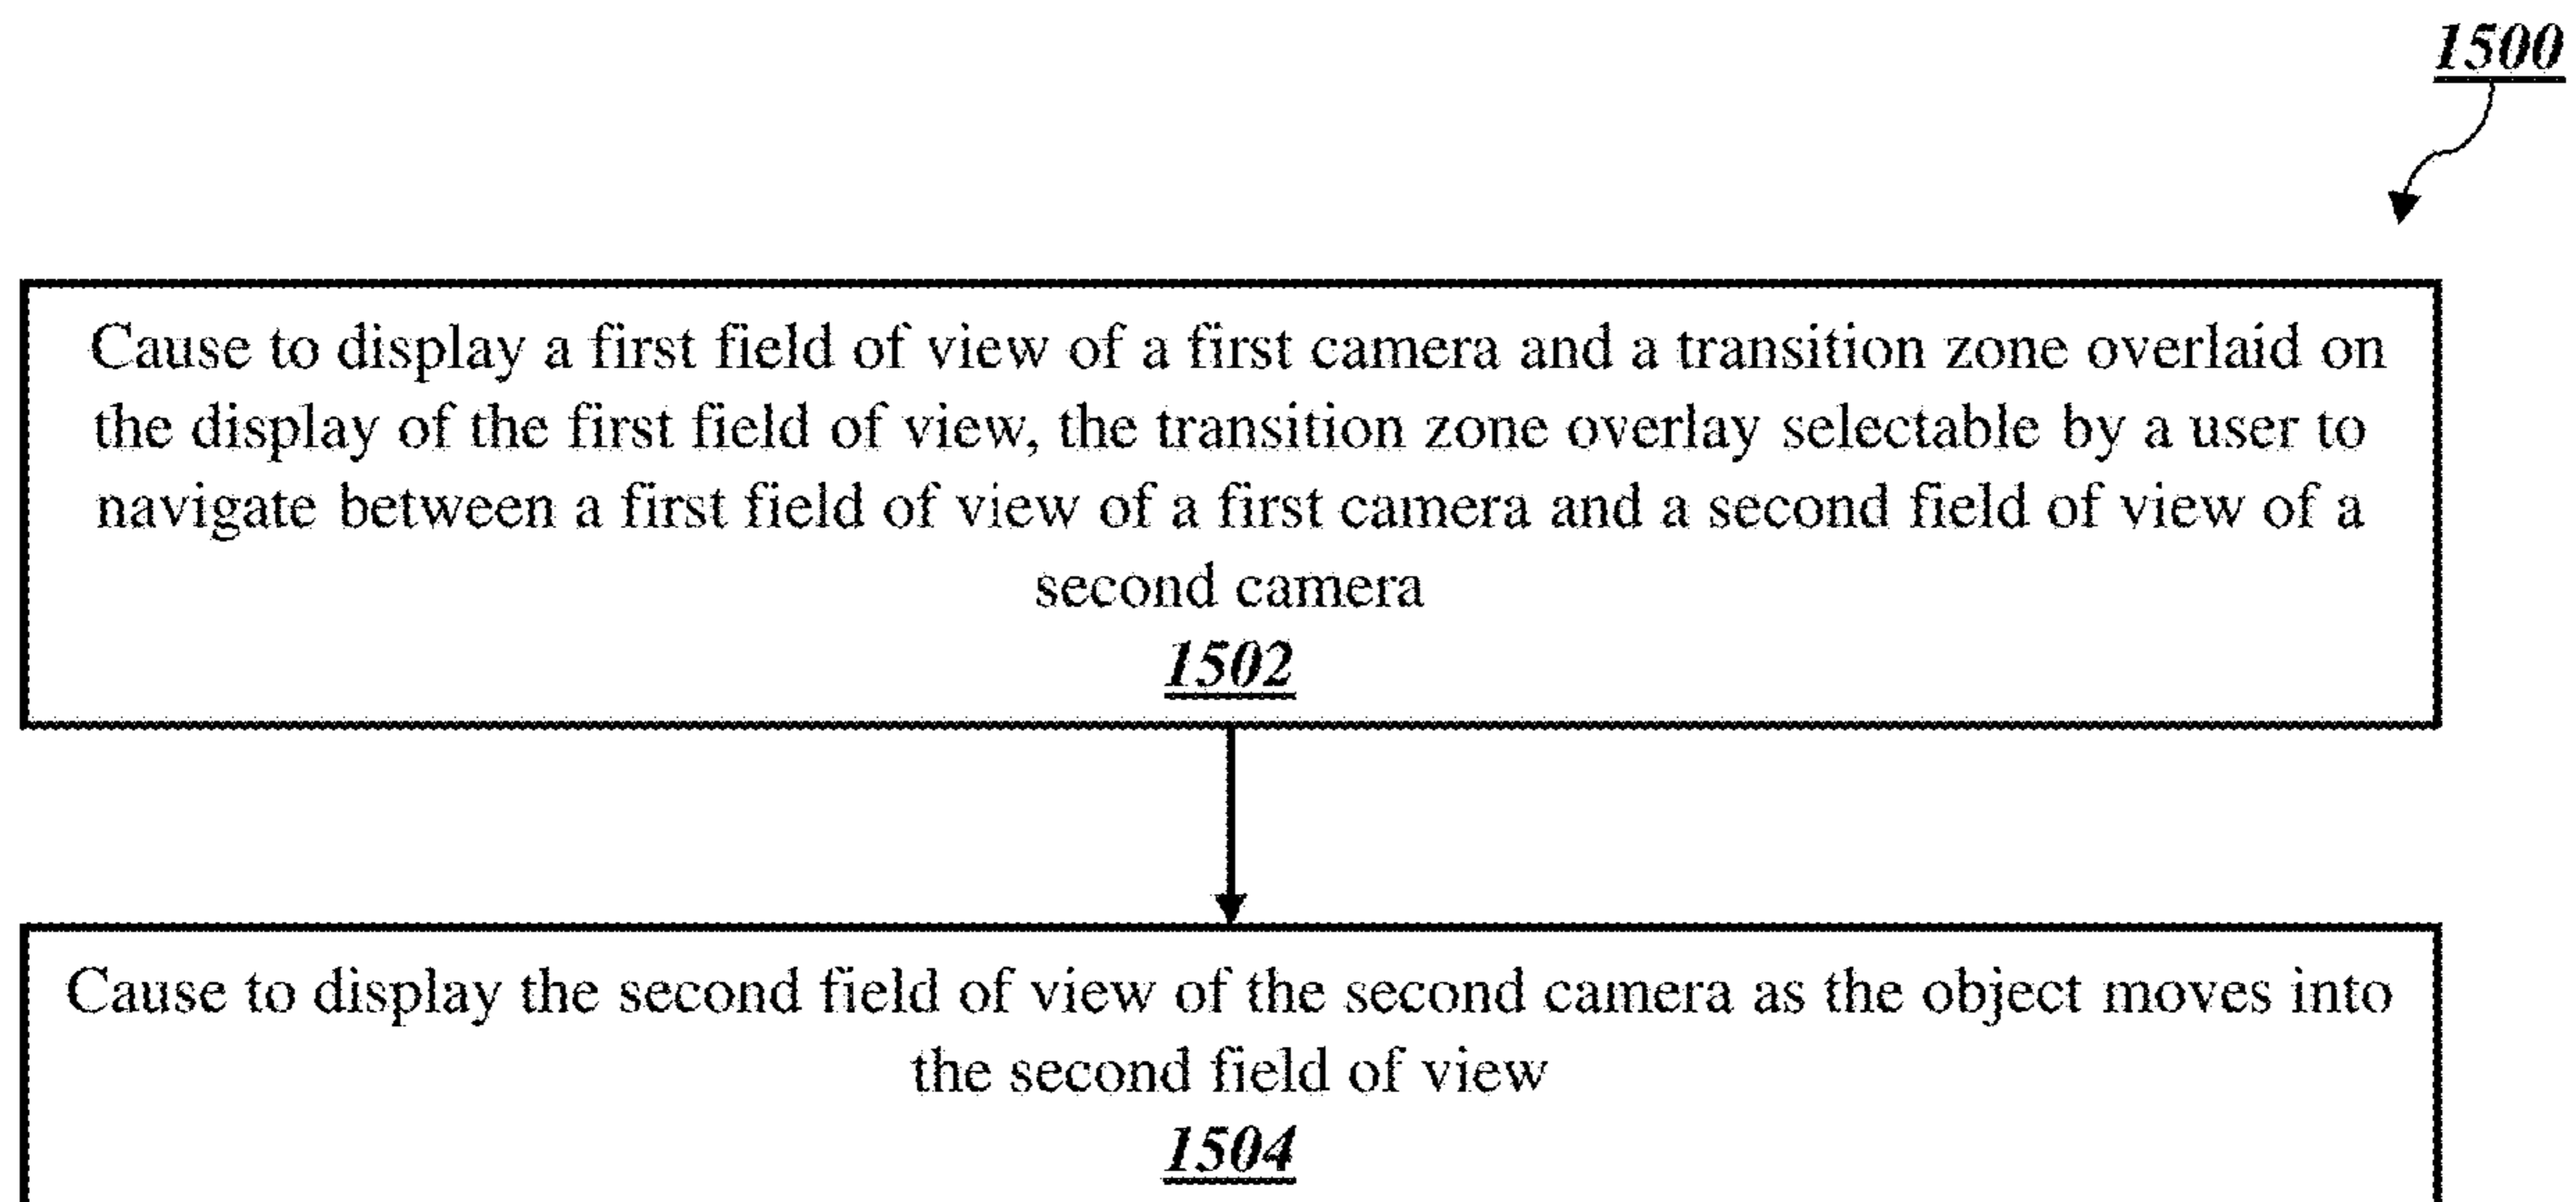 1500
Cause to display a first field of view of a first camera and a transition zone overlaid on
the display of the first field of view, the transition zone overlay selectable by a user to
navigate between a first field of view of a first camera and a second field of view of a
second camera
1502
Cause to display the second field of view of the second camera as the object moves into
the second field of view
1504